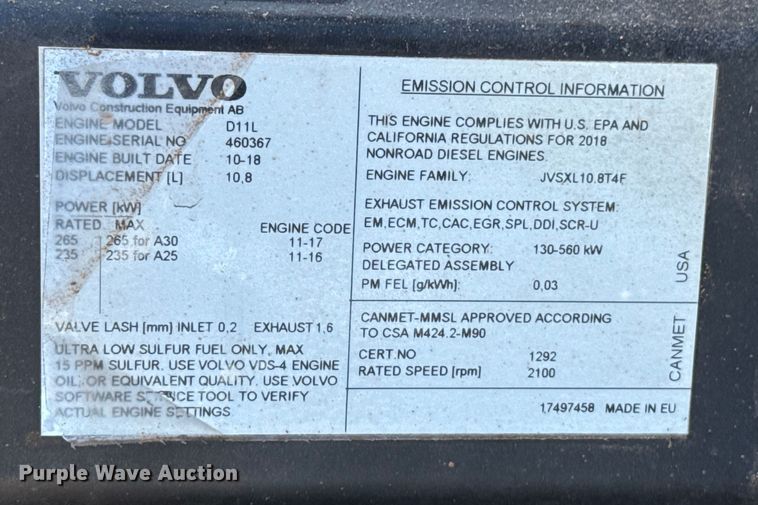 VOLVO
Volvo Construction Equipment AB
ENGINE MODEL D11L
ENGINE SERIAL NO 460367
ENGINE BUILT DATE 10-18
DISPLACEMENT [L] 10,8
POWER [kW]
RATED MAX ENGINE CODE
265 265 for A30 11-17
235 235 for A25 11-16
VALVE LASH [mm] INLET 0,2 EXHAUST 1,6
ULTRA LOW SULFUR FUEL ONLY, MAX
15 PPM SULFUR. USE VOLVO VDS-4 ENGINE
OIL, OR EQUIVALENT QUALITY. USE VOLVO
SOFTWARE SERVICE TOOL TO VERIFY
ACTUAL ENGINE SETTINGS.
EMISSION CONTROL INFORMATION
THIS ENGINE COMPLIES WITH U.S. EPA AND
CALIFORNIA REGULATIONS FOR 2018
NONROAD DIESEL ENGINES.
ENGINE FAMILY: JVSXL10.8T4F
EXHAUST EMISSION CONTROL SYSTEM:
EM,ECM,TC,CAC,EGR,SPL,DDI,SCR-U
POWER CATEGORY: 130-560 kW
DELEGATED ASSEMBLY
PM FEL [g/kWh]: 0,03
USA
CANMET-MMSL APPROVED ACCORDING
TO CSA M424.2-M90
CERT.NO 1292
RATED SPEED [rpm] 2100
CANMET
17497458 MADE IN EU
Purple Wave Auction